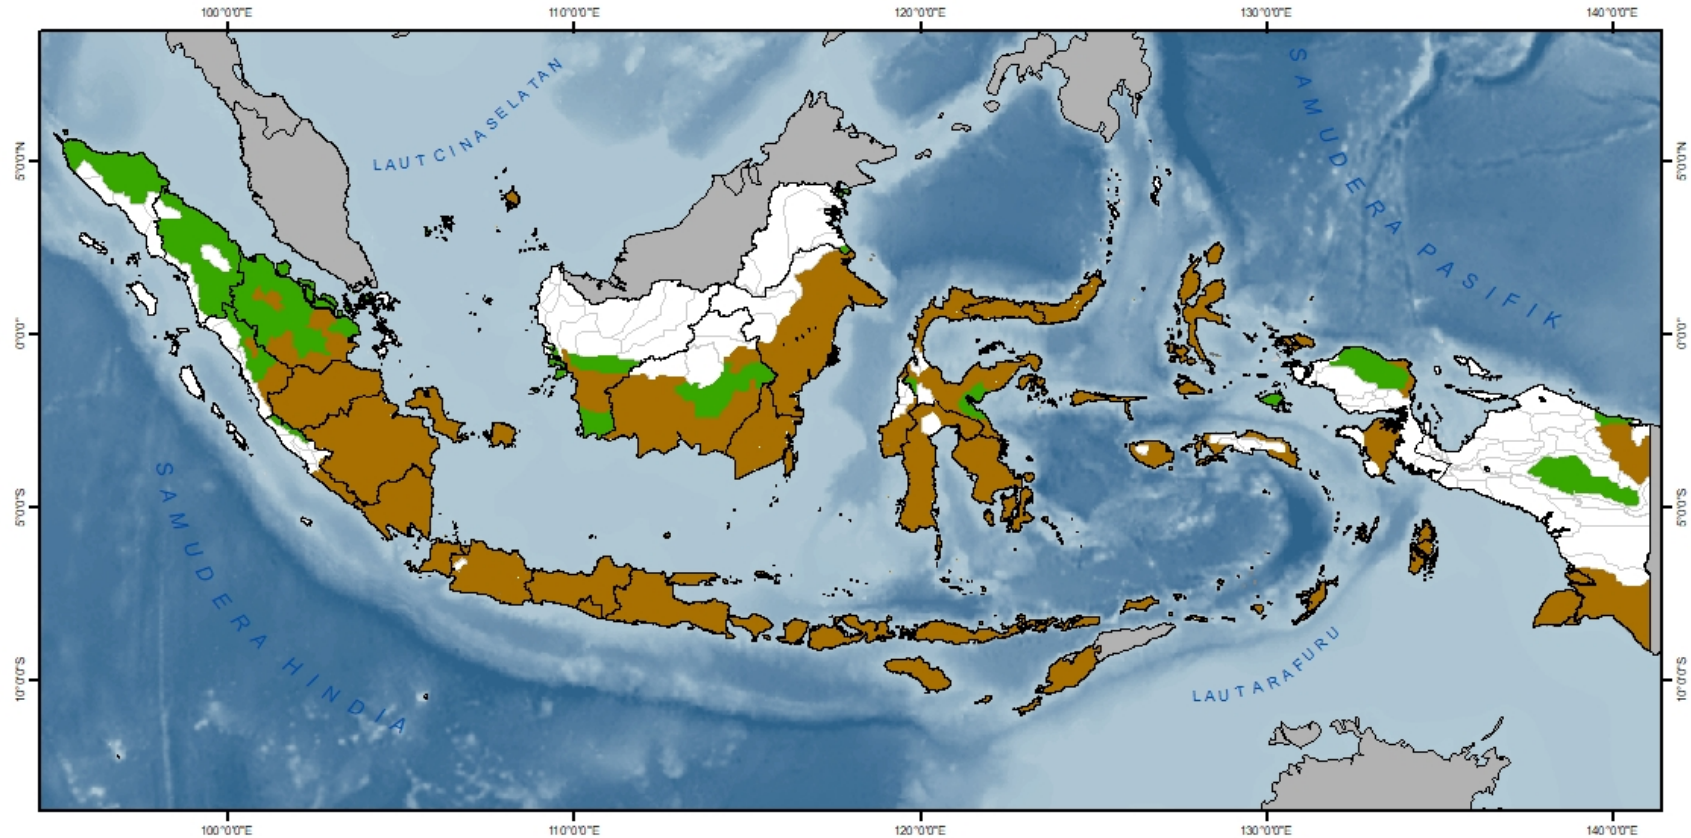 100°0'0"E 110°0'0"E 120°0'0"E 130°0'0"E 140°0'0"E
LAUT CINA SELATAN
SAMUDERA PASIFIK
5°0'0"N 5°0'0"N
0°0'0" 0°0'0"
5°0'0"S 5°0'0"S
SAMUDERA HINDIA
LAUT ARAFURU
10°0'0"S 10°0'0"S
100°0'0"E 110°0'0"E 120°0'0"E 130°0'0"E 140°0'0"E